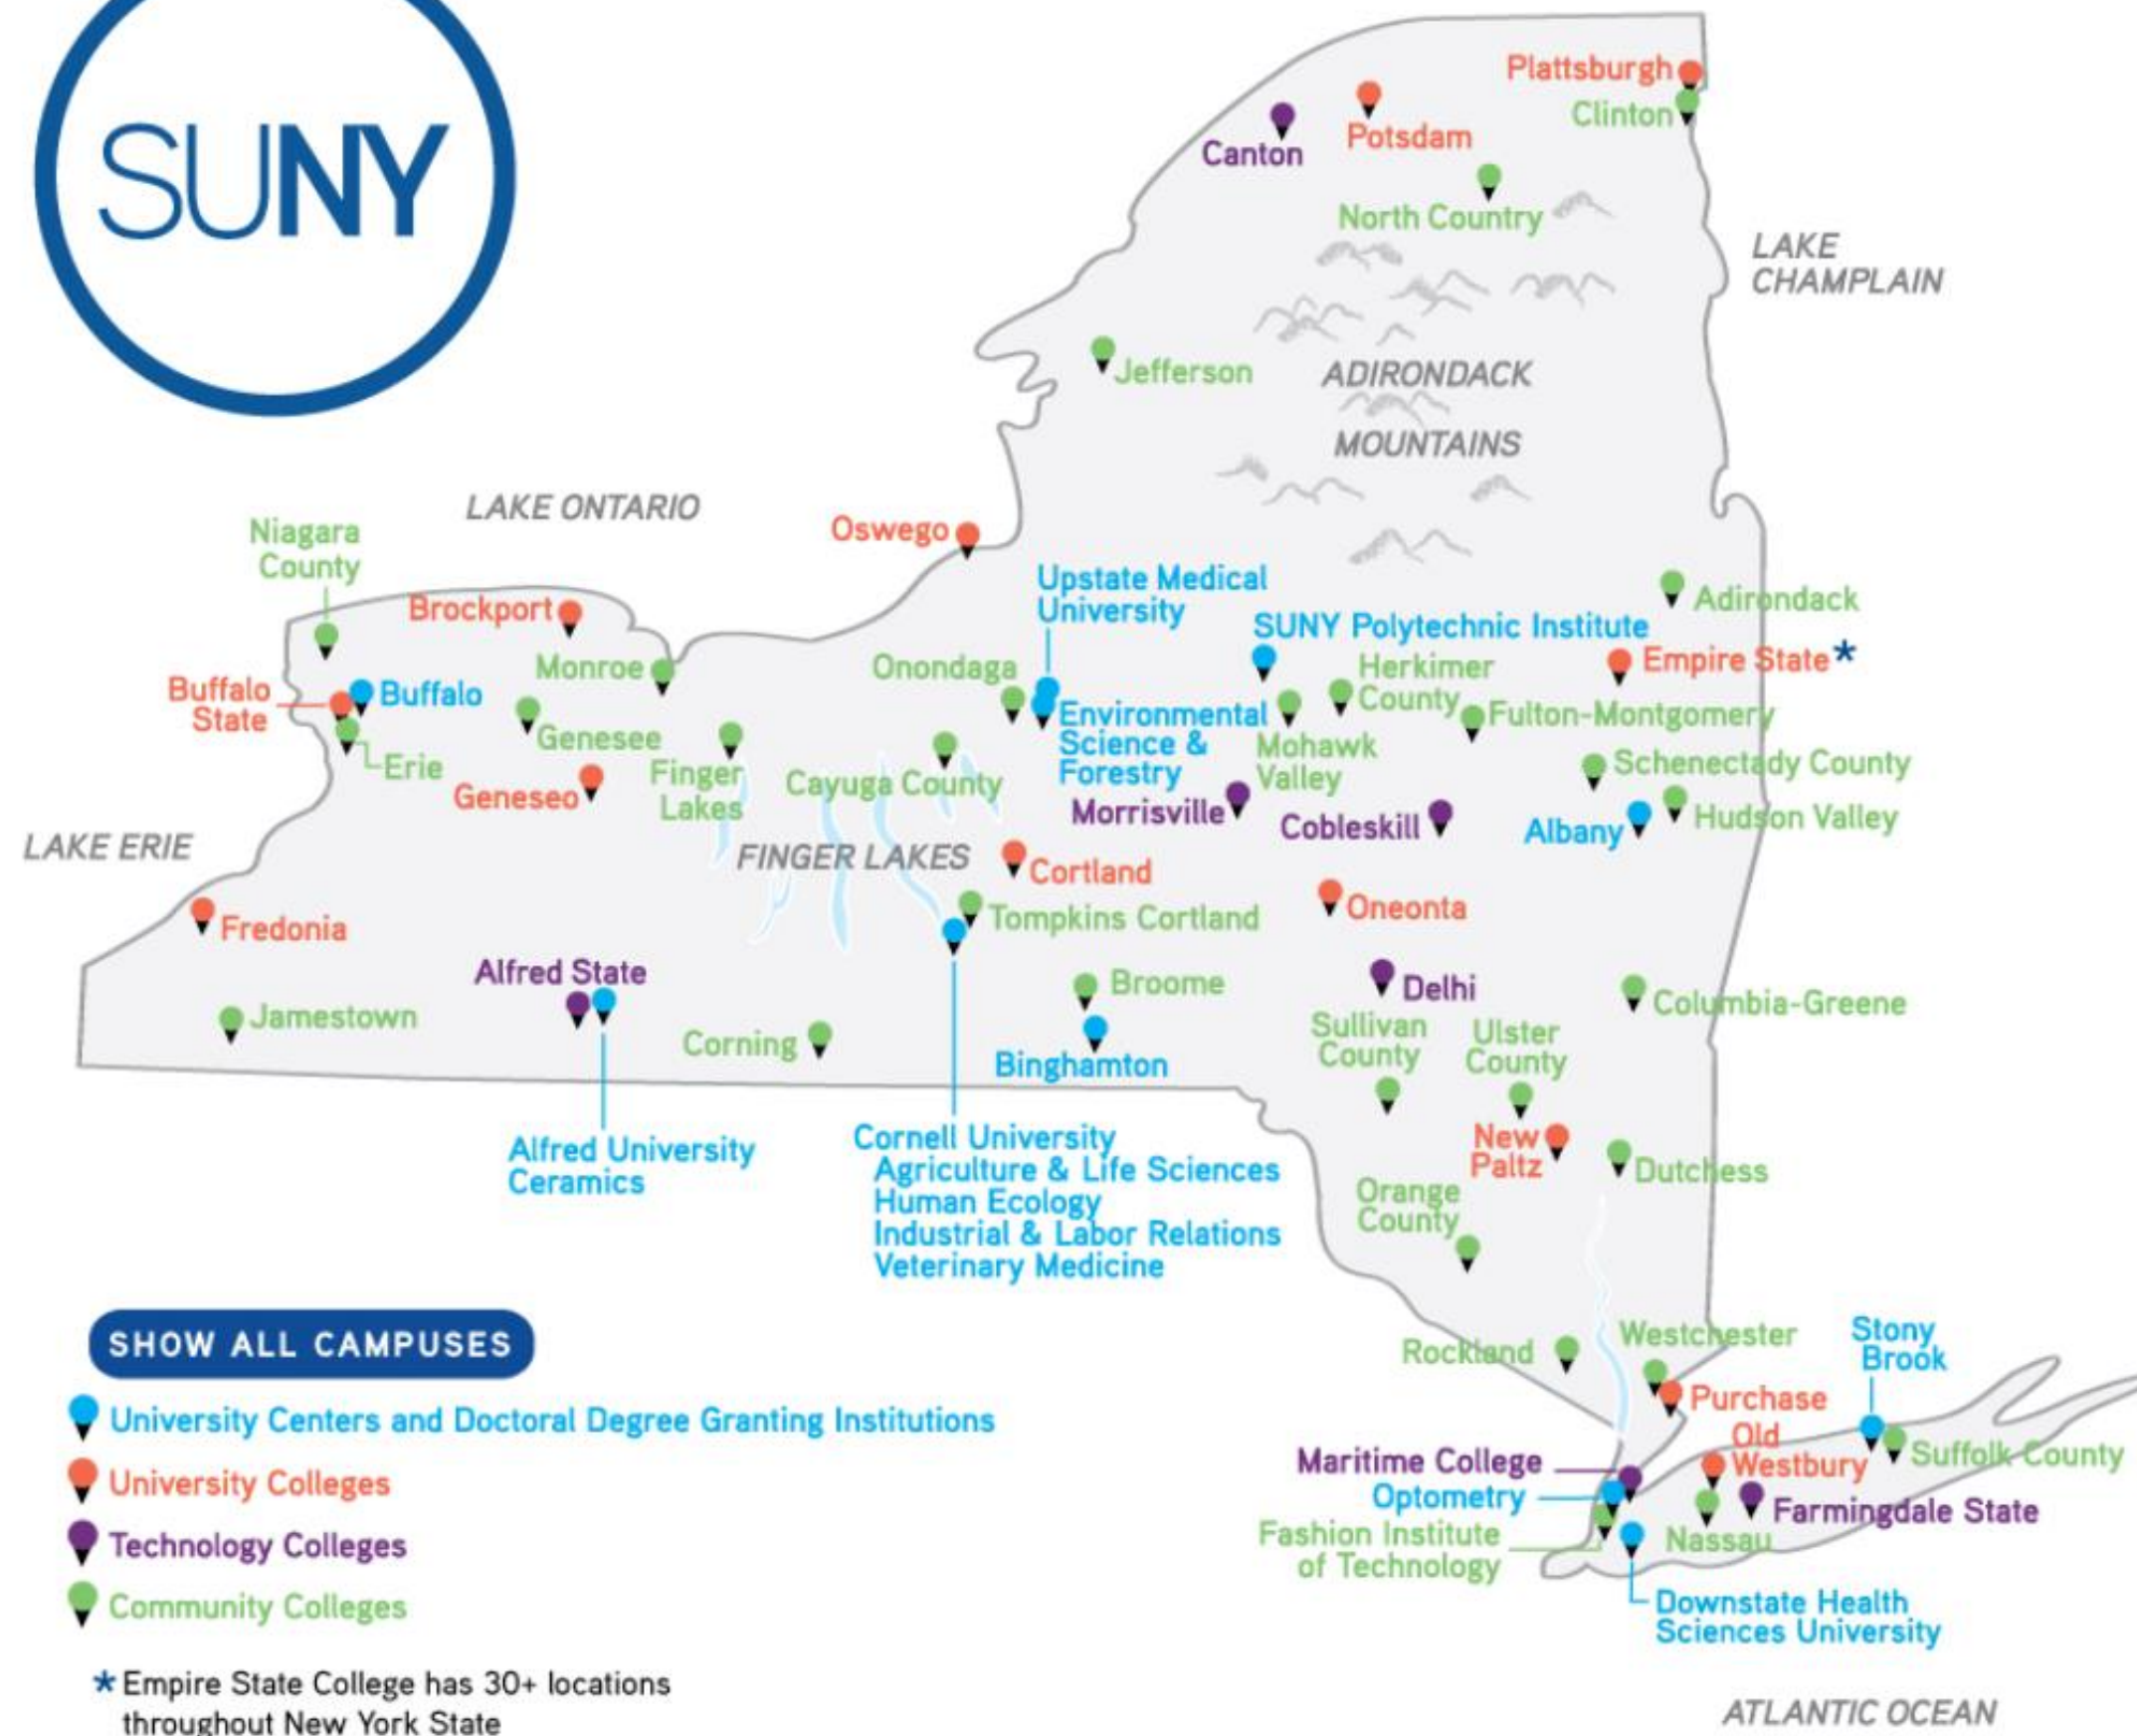 SUNY
Plattsburgh
Clinton
Potsdam
Canton
North Country
LAKE
CHAMPLAIN
Jefferson
ADIRONDACK
MOUNTAINS
LAKE ONTARIO
Oswego
Niagara
County
Upstate Medical
University
Brockport
Adirondack
SUNY Polytechnic Institute
Monroe
Onondaga
Herkimer
County
Empire State*
Buffalo
State
Buffalo
Genesee
Erie
Environmental
Science &
Forestry
Mohawk
Valley
Fulton-Montgomery
Finger
Lakes
Cayuga County
Schenectady County
Geneseo
Morrisville
Cobleskill
Albany
Hudson Valley
LAKE ERIE
FINGER LAKES
Cortland
Oneonta
Tompkins Cortland
Fredonia
Alfred State
Broome
Delhi
Columbia-Greene
Jamestown
Corning
Binghamton
Sullivan
County
Ulster
County
Alfred University
Ceramics
Cornell University
Agriculture & Life Sciences
Human Ecology
Industrial & Labor Relations
Veterinary Medicine
New
Paltz
Dutchess
Orange
County
Rockland
Westchester
Stony
Brook
Purchase
Old
Westbury
Suffolk County
Maritime College
Optometry
Fashion Institute
of Technology
Nassau
Farmingdale State
Downstate Health
Sciences University
ATLANTIC OCEAN
SHOW ALL CAMPUSES
University Centers and Doctoral Degree Granting Institutions
University Colleges
Technology Colleges
Community Colleges
* Empire State College has 30+ locations
throughout New York State